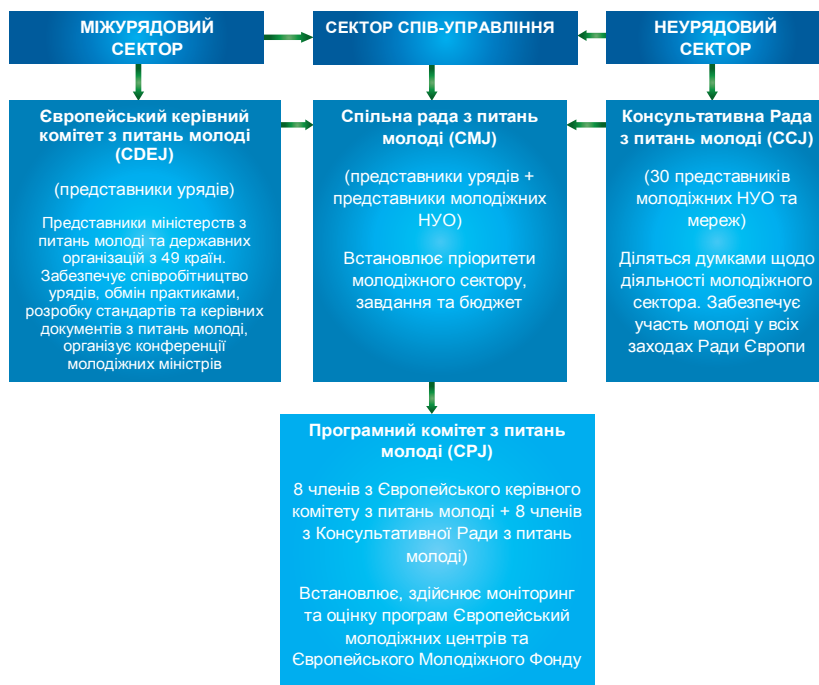 МІЖУРЯДОВИЙ
СЕКТОР
СЕКТОР СПІВ-УПРАВЛІННЯ
НЕУРЯДОВИЙ
СЕКТОР
Європейський керівний
комітет з питань молоді
(CDEJ)
(представники урядів)
Представники міністерств з
питань молоді та державних
організацій з 49 країн.
Забезпечує співробітництво
урядів, обмін практиками,
розробку стандартів та керівних
документів з питань молоді,
організує конференції
молодіжних міністрів
Спільна рада з питань
молоді (CMJ)
(представники урядів +
представники молодіжних
НУО)
Встановлює пріоритети
молодіжного сектору,
завдання та бюджет
Консультативна Рада
з питань молоді (CCJ)
(30 представників
молодіжних НУО та
мереж)
Діляться думками щодо
діяльності молодіжного
сектора. Забезпечує
участь молоді у всіх
заходах Ради Європи
Програмний комітет з питань
молоді (CPJ)
8 членів з Європейського керівного
комітету з питань молоді + 8 членів
з Консультативної Ради з питань
молоді)
Встановлює, здійснює моніторинг
та оцінку програм Європейський
молодіжних центрів та
Європейського Молодіжного Фонду